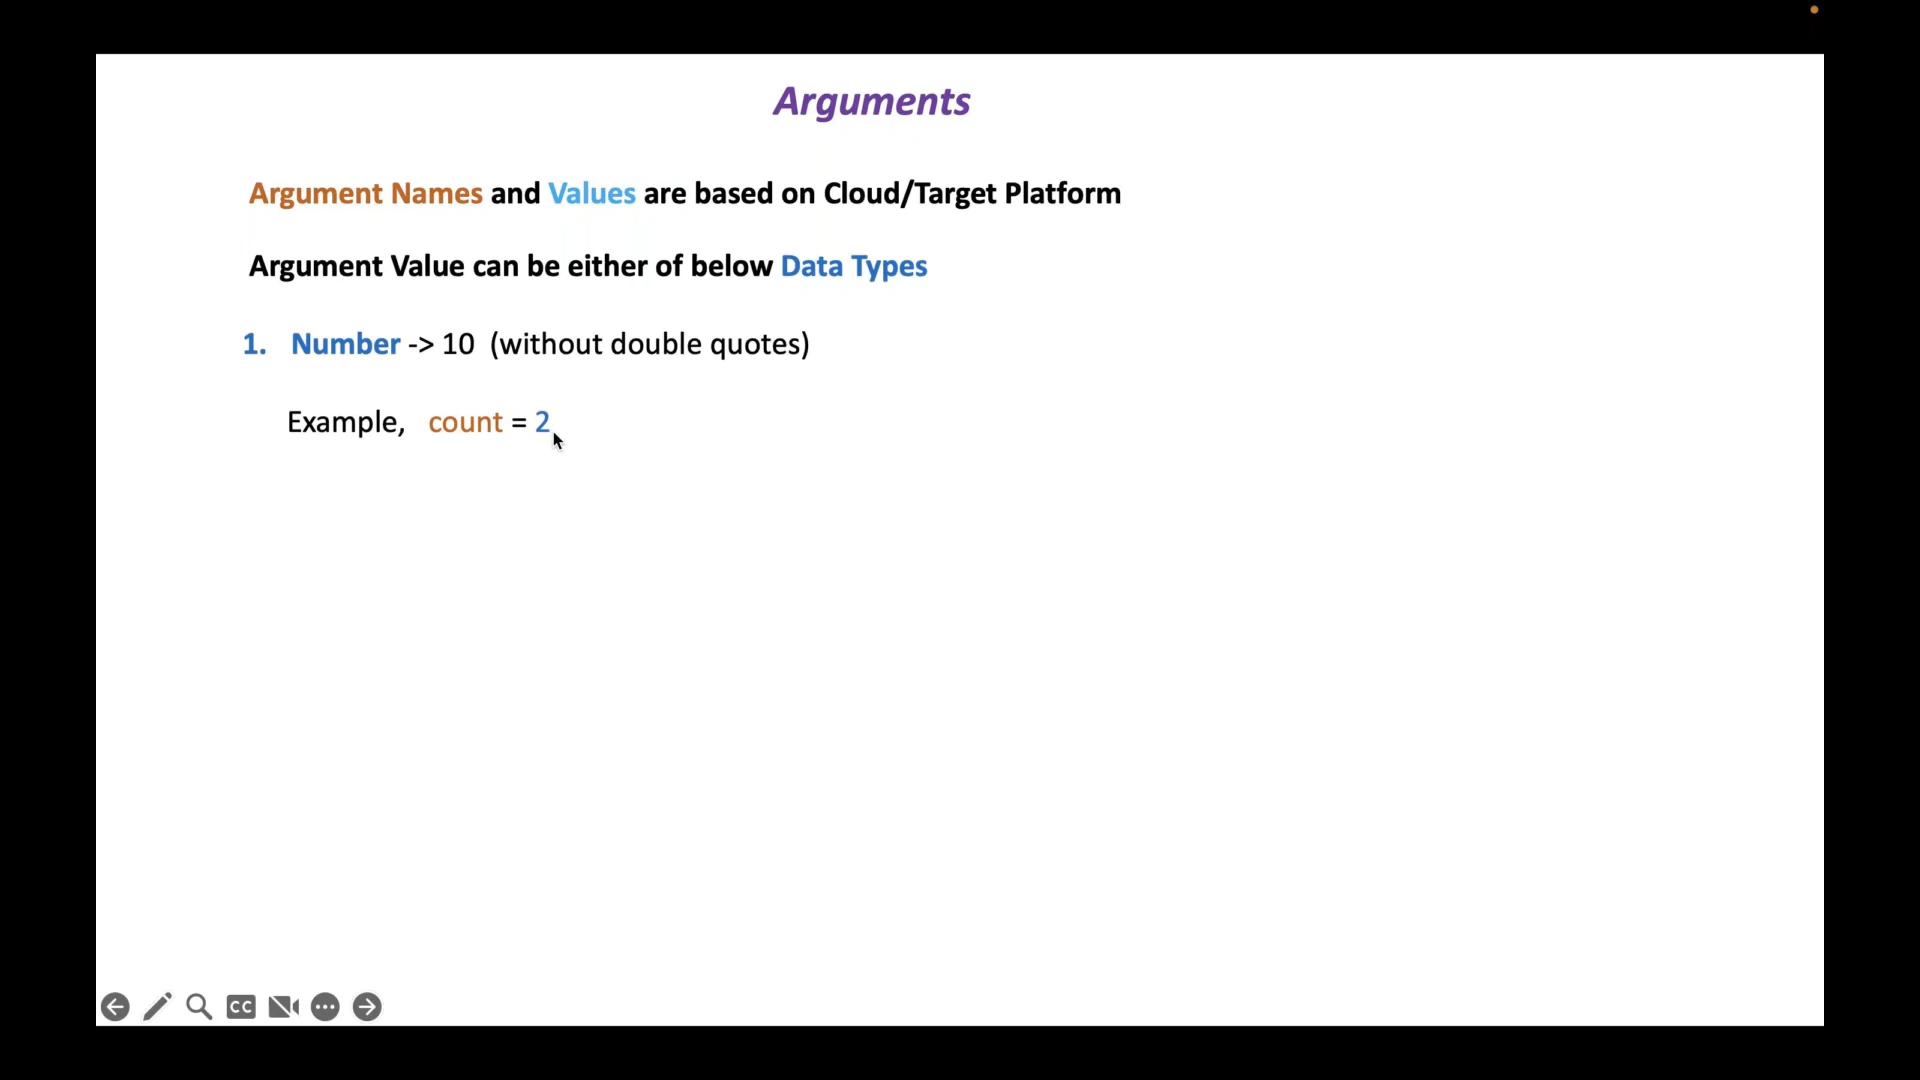 Arguments
Argument Names and Values are based on Cloud/Target Platform
Argument Value can be either of below Data Types
1. Number -> 10 (without double quotes)
Example, count = 2
CC